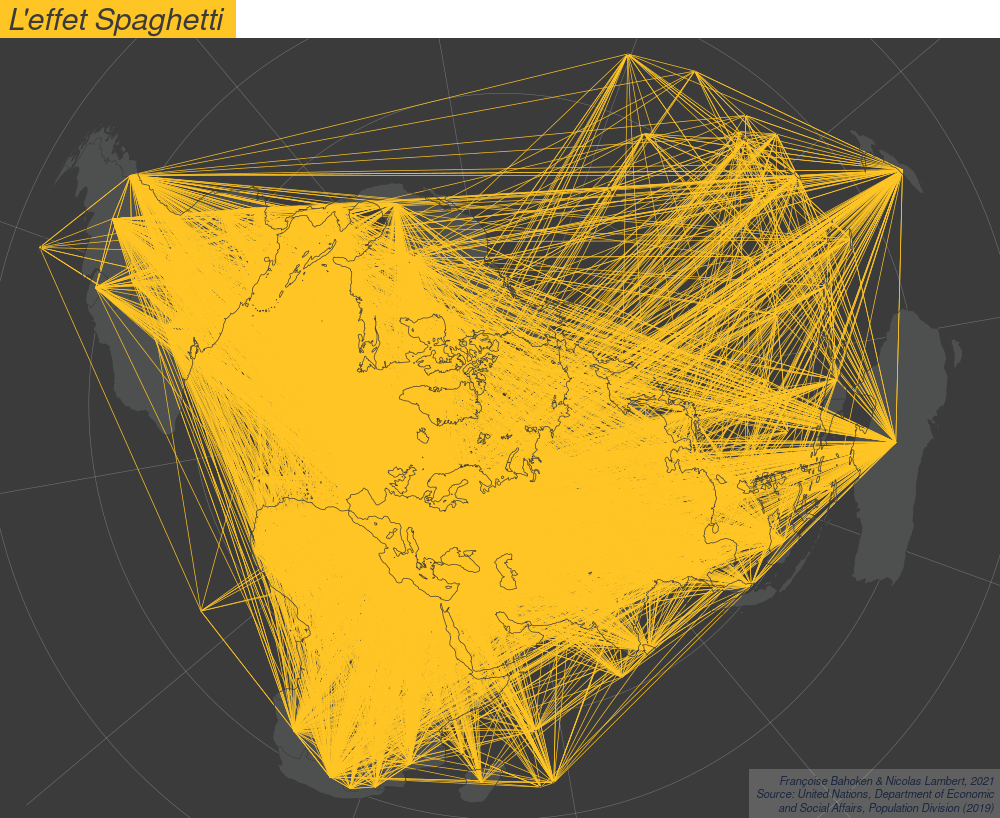 L'effet Spaghetti
Françoise Bahoken & Nicolas Lambert, 2021
Source: United Nations, Department of Economic
and Social Affairs, Population Division (2019)